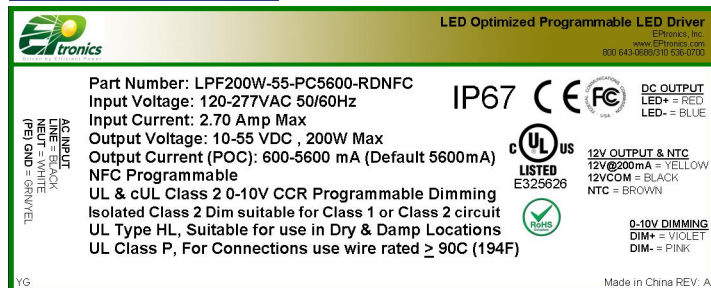 EPtronics
Driven by Efficient Power
LED Optimized Programmable LED Driver
EPtronics, Inc.
www.EPtronics.com
800 643-0688/310 536-0700
AC INPUT
LINE = BLACK
NEUT = WHITE
(PE) GND = GRN/YEL
Part Number: LPF200W-55-PC5600-RDNFC
Input Voltage: 120-277VAC 50/60Hz
Input Current: 2.70 Amp Max
Output Voltage: 10-55 VDC , 200W Max
Output Current (POC): 600-5600 mA (Default 5600mA)
NFC Programmable
UL & cUL Class 2 0-10V CCR Programmable Dimming
Isolated Class 2 Dim suitable for Class 1 or Class 2 circuit
UL Type HL, Suitable for use in Dry & Damp Locations
UL Class P, For Connections use wire rated ≥ 90C (194F)
IP67
CE
FC
c UL US
LISTED
E325626
RoHS
DC OUTPUT
LED+ = RED
LED- = BLUE
12V OUTPUT & NTC
12V@200mA = YELLOW
12VCOM = BLACK
NTC = BROWN
0-10V DIMMING
DIM+ = VIOLET
DIM- = PINK
YG
Made in China REV: A